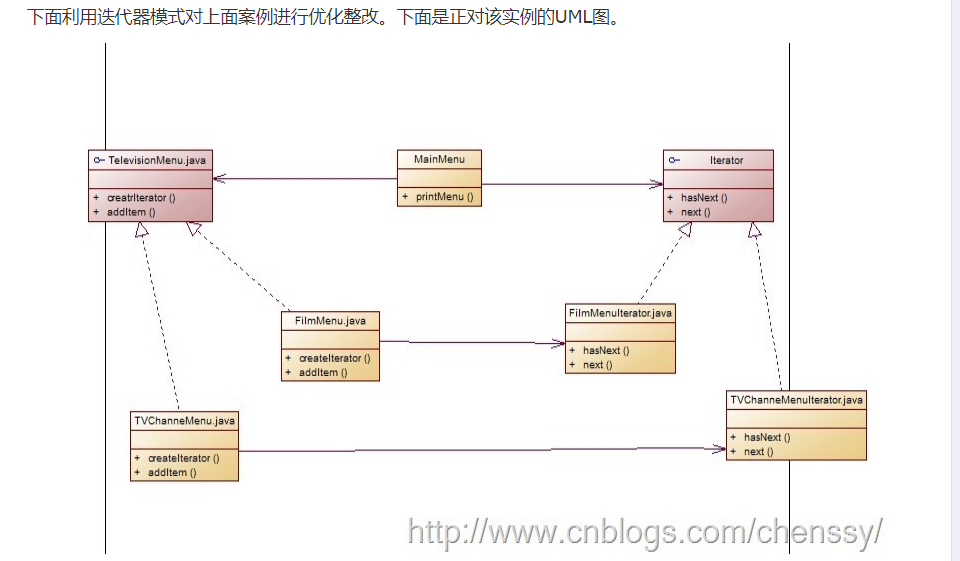 下面利用迭代器模式对上面案例进行优化整改。下面是正对该实例的UML图。
TelevisionMenu.java
+ creatrIterator ()
+ addItem ()
MainMenu
+ printMenu ()
Iterator
+ hasNext ()
+ next ()
FilmMenu.java
+ createIterator ()
+ addItem ()
FilmMenuIterator.java
+ hasNext ()
+ next ()
TVChanneMenu.java
+ createIterator ()
+ addItem ()
TVChanneMenuIterator.java
+ hasNext ()
+ next ()
http://www.cnblogs.com/chenssy/